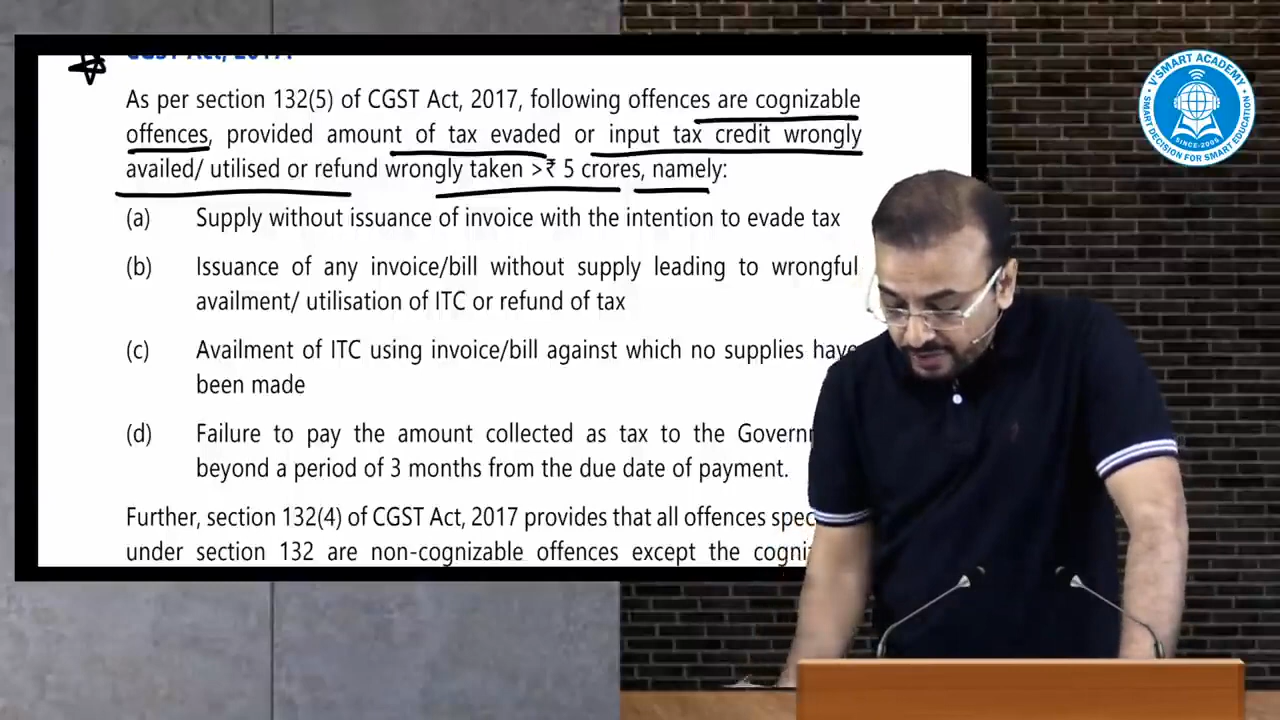 CGST Act, 2017.
As per section 132(5) of CGST Act, 2017, following offences are cognizable
offences, provided amount of tax evaded or input tax credit wrongly
availed/ utilised or refund wrongly taken >₹ 5 crores, namely:
(a) Supply without issuance of invoice with the intention to evade tax
(b) Issuance of any invoice/bill without supply leading to wrongful
availment/ utilisation of ITC or refund of tax
(c) Availment of ITC using invoice/bill against which no supplies have
been made
(d) Failure to pay the amount collected as tax to the Governm
beyond a period of 3 months from the due date of payment.
Further, section 132(4) of CGST Act, 2017 provides that all offences spec
under section 132 are non-cognizable offences except the cogni
V'SMART ACADEMY
SINCE-2005
SMART DECISION FOR SMART EDUCATION